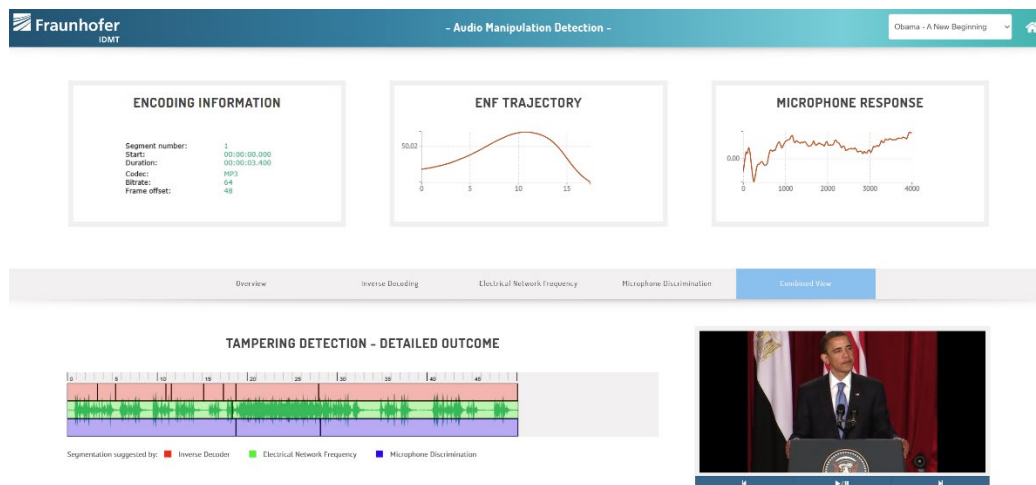 Fraunhofer
IDMT
- Audio Manipulation Detection -
Obama - A New Beginning
ENCODING INFORMATION
Segment number: 1
Start: 00:00:00.000
Duration: 00:00:03.400
Codec: MP3
Bitrate: 64
Frame offset: 48
ENF TRAJECTORY
50.02
0 5 10 15
MICROPHONE RESPONSE
0.00
0 1000 2000 3000 4000
Overview Inverse Decoding Electrical Network Frequency Microphone Discrimination Combined View
TAMPERING DETECTION - DETAILED OUTCOME
0 5 10 15 20 25 30 35 40 45
Segmentation suggested by: Inverse Decoder Electrical Network Frequency Microphone Discrimination